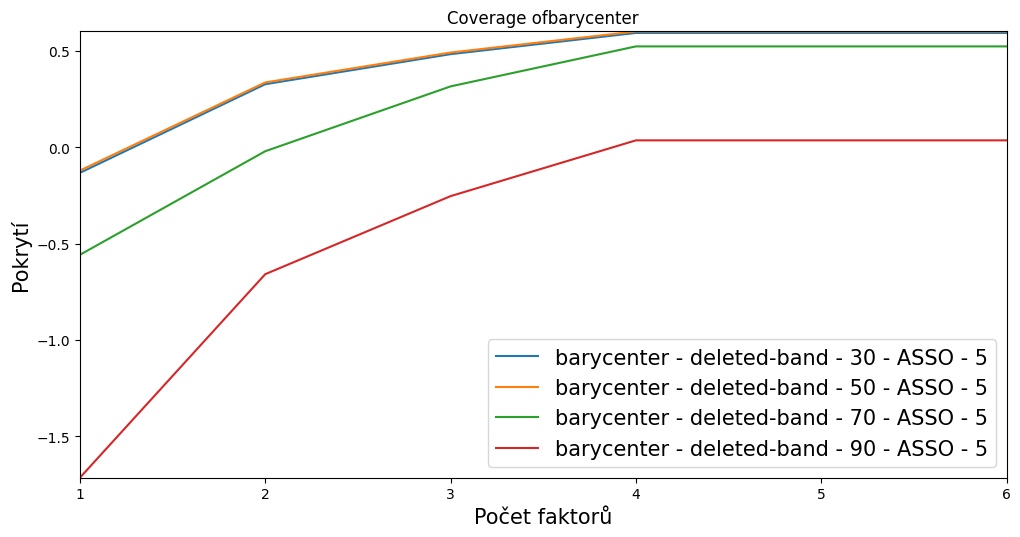 Coverage ofbarycenter
0.5
0.0
−0.5
−1.0
−1.5
Pokrytí
1 2 3 4 5 6
Počet faktorů
barycenter - deleted-band - 30 - ASSO - 5
barycenter - deleted-band - 50 - ASSO - 5
barycenter - deleted-band - 70 - ASSO - 5
barycenter - deleted-band - 90 - ASSO - 5